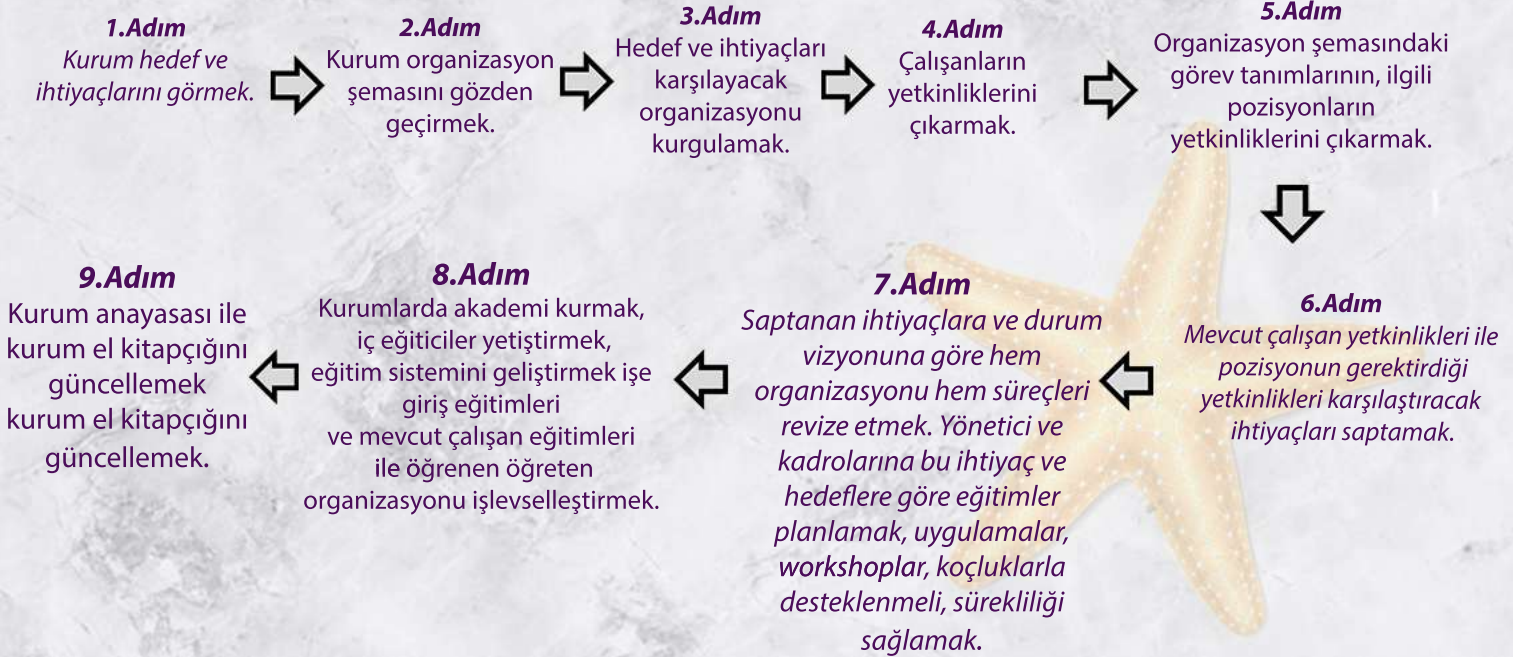 1.Adım
Kurum hedef ve
ihtiyaçlarını görmek.
2.Adım
Kurum organizasyon
şemasını gözden
geçirmek.
3.Adım
Hedef ve ihtiyaçları
karşılayacak
organizasyonu
kurgulamak.
4.Adım
Çalışanların
yetkinliklerini
çıkarmak.
5.Adım
Organizasyon şemasındaki
görev tanımlarının, ilgili
pozisyonların
yetkinliklerini çıkarmak.
6.Adım
Mevcut çalışan yetkinlikleri ile
pozisyonun gerektirdiği
yetkinlikleri karşılaştıracak
ihtiyaçları saptamak.
7.Adım
Saptanan ihtiyaçlara ve durum
vizyonuna göre hem
organizasyonu hem süreçleri
revize etmek. Yönetici ve
kadrolarına bu ihtiyaç ve
hedeflere göre eğitimler
planlamak, uygulamalar,
workshoplar, koçluklarla
desteklenmeli, sürekliliği
sağlamak.
8.Adım
Kurumlarda akademi kurmak,
iç eğiticiler yetiştirmek,
eğitim sistemini geliştirmek işe
giriş eğitimleri
ve mevcut çalışan eğitimleri
ile öğrenen öğreten
organizasyonu işlevselleştirmek.
9.Adım
Kurum anayasası ile
kurum el kitapçığını
güncellemek
kurum el kitapçığını
güncellemek.